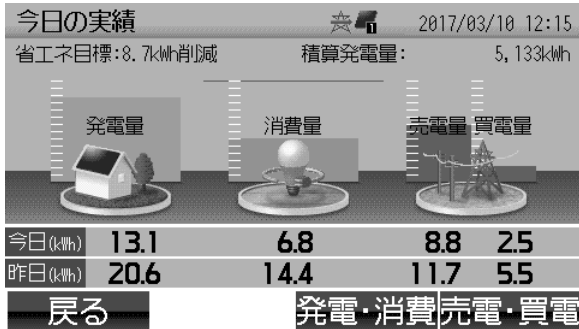 今日の実績 2017/03/10 12:15
省エネ目標:8.7kWh削減 積算発電量: 5,133kWh
発電量 消費量 売電量 買電量
今日(kWh) 13.1 6.8 8.8 2.5
昨日(kWh) 20.6 14.4 11.7 5.5
戻る 発電・消費 売電・買電